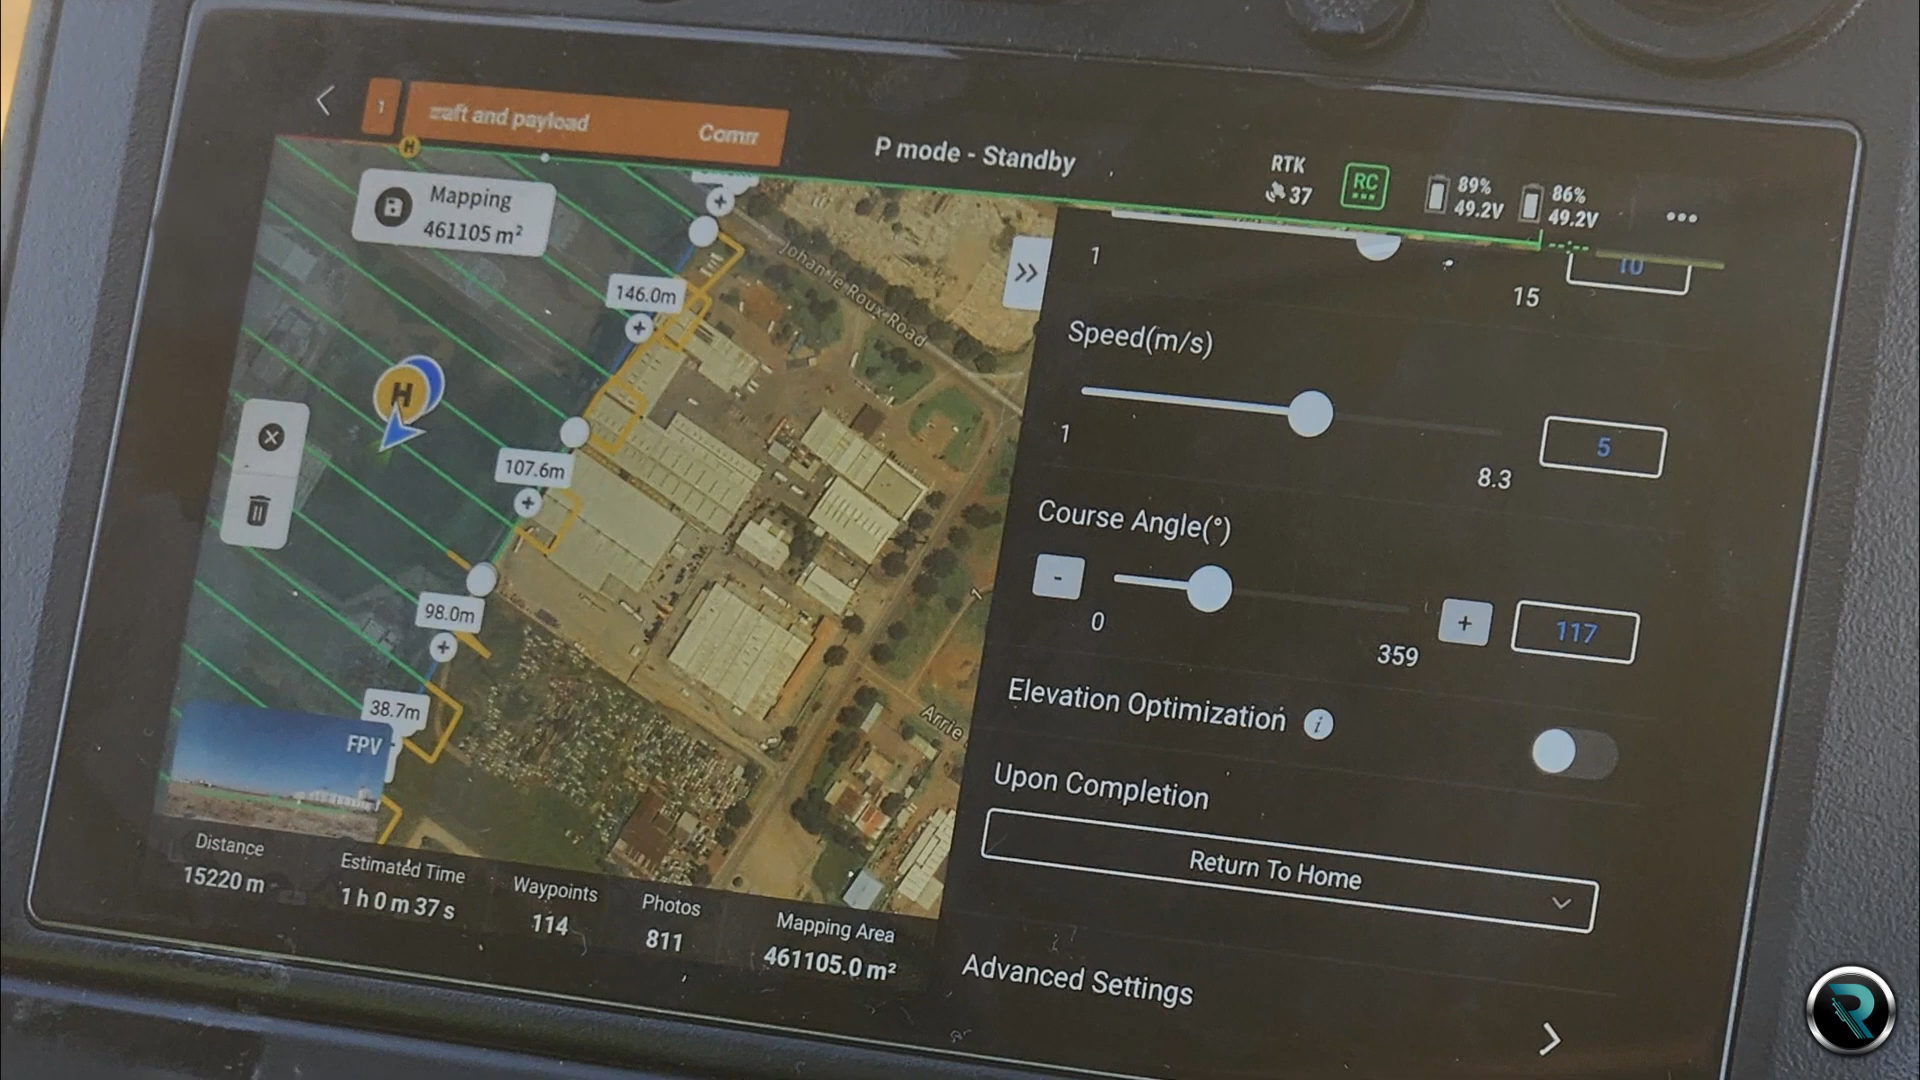 1
and payload
P mode - Standby
RTK
37
RC
89%
49.2V
86%
49.2V
H
Mapping
461105 m²
146.0m
107.6m
98.0m
38.7m
H
Johan le Roux Road
Arrie
1
FPV
1
15
10
Speed(m/s)
1
8.3
5
Course Angle(°)
-
0
359
+
117
Elevation Optimization
i
Upon Completion
Return To Home
Advanced Settings
Distance
15220 m
Estimated Time
1 h 0 m 37 s
Waypoints
114
Photos
811
Mapping Area
461105.0 m²
R